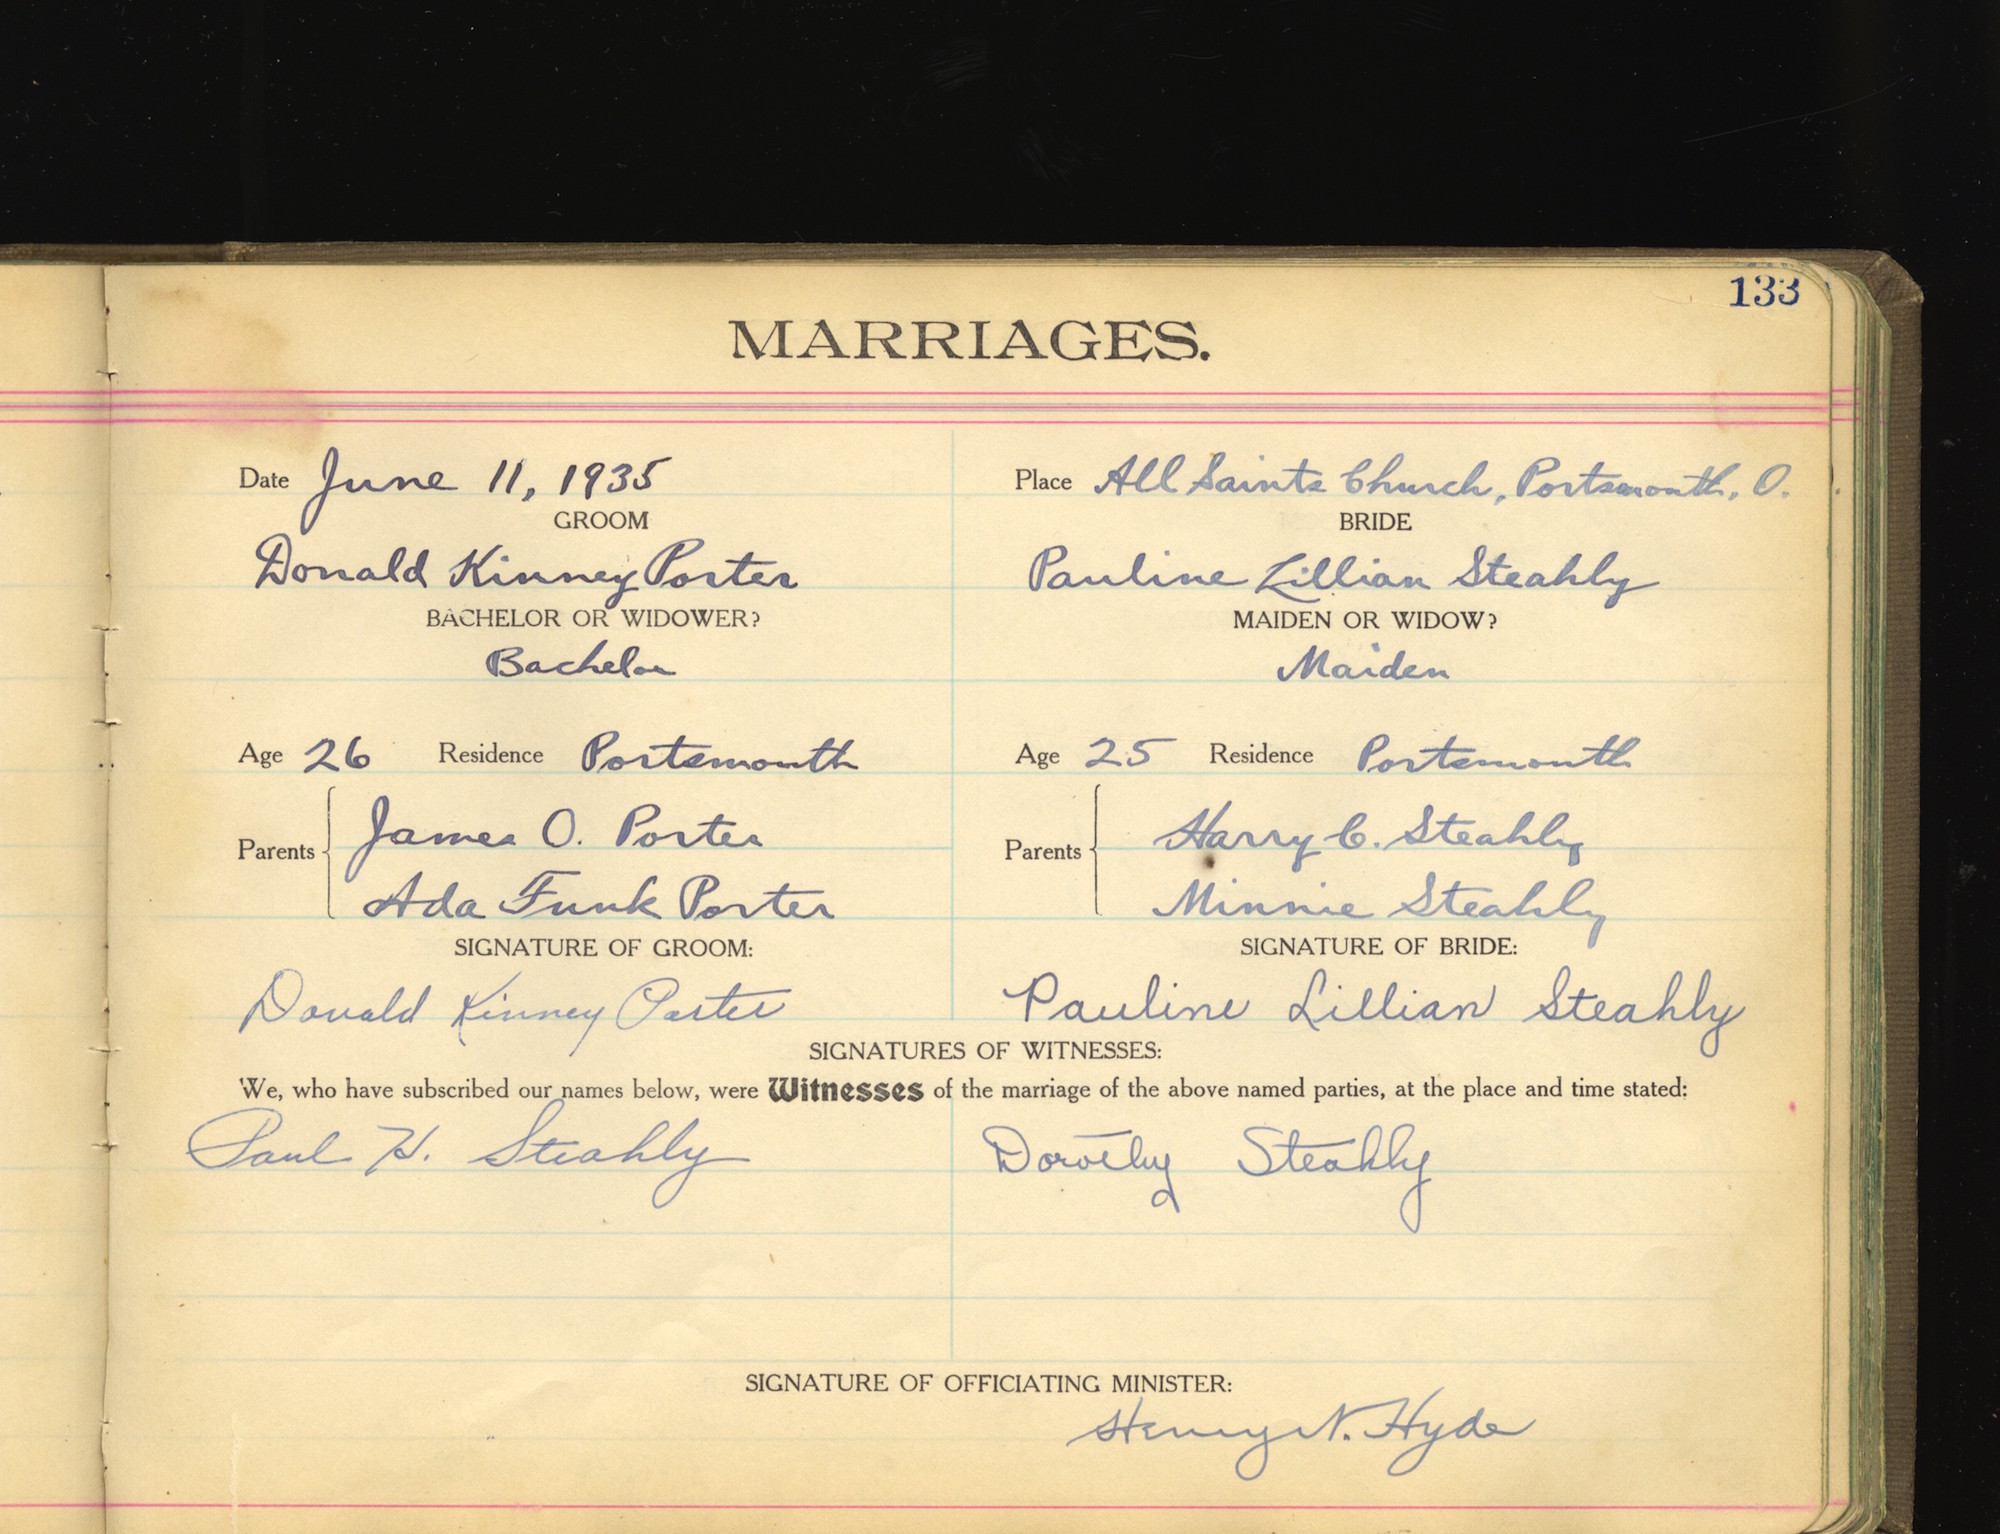 133
MARRIAGES.
Date June 11, 1935 Place All Saints Church, Portsmouth, O.
GROOM BRIDE
Donald Kinney Porter Pauline Lillian Steahly
BACHELOR OR WIDOWER? MAIDEN OR WIDOW?
Bachelor Maiden
Age 26 Residence Portsmouth Age 25 Residence Portsmouth
James O. Porter Harry C. Steahly
Parents Parents
Ada Funk Porter Minnie Steahly
SIGNATURE OF GROOM: SIGNATURE OF BRIDE:
Donald Kinney Porter Pauline Lillian Steahly
SIGNATURES OF WITNESSES:
We, who have subscribed our names below, were Witnesses of the marriage of the above named parties, at the place and time stated:
Paul H. Steahly Dorothy Steahly
SIGNATURE OF OFFICIATING MINISTER:
Henry N. Hyde